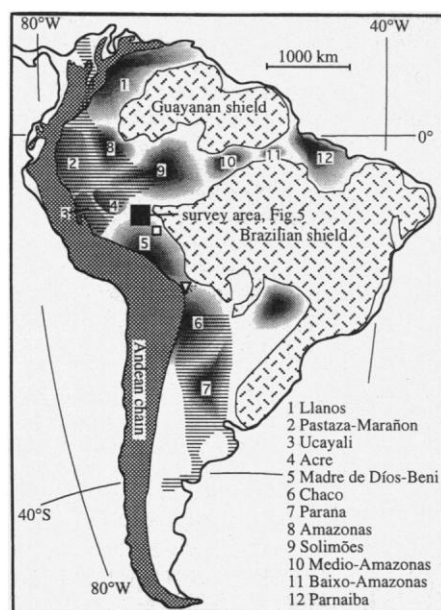 80°W
40°W
1000 km
1
Guayanan shield
0°
8
2
9
10
11
12
3
4
survey area, Fig.5
Brazilian shield
5
6
Andean chain
7
1 Llanos
2 Pastaza-Marañon
3 Ucayali
4 Acre
5 Madre de Díos-Beni
6 Chaco
7 Parana
8 Amazonas
9 Solimões
10 Medio-Amazonas
11 Baixo-Amazonas
12 Parnaiba
40°S
80°W